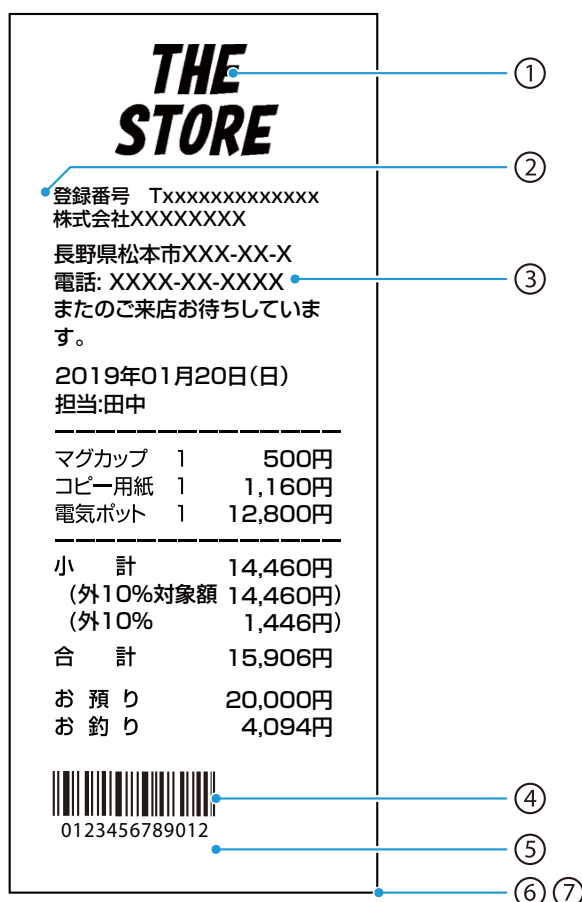 THE
STORE
①
②
登録番号　Txxxxxxxxxxxxx
株式会社XXXXXXXX
長野県松本市XXX-XX-X
電話: XXXX-XX-XXXX
③
またのご来店お待ちしていま
す。
2019年01月20日(日)
担当:田中
マグカップ　1　500円
コピー用紙　1　1,160円
電気ポット　1　12,800円
小　計　14,460円
(外10%対象額 14,460円)
(外10%　1,446円)
合　計　15,906円
お 預 り　20,000円
お 釣 り　4,094円
④
0123456789012
⑤
⑥⑦